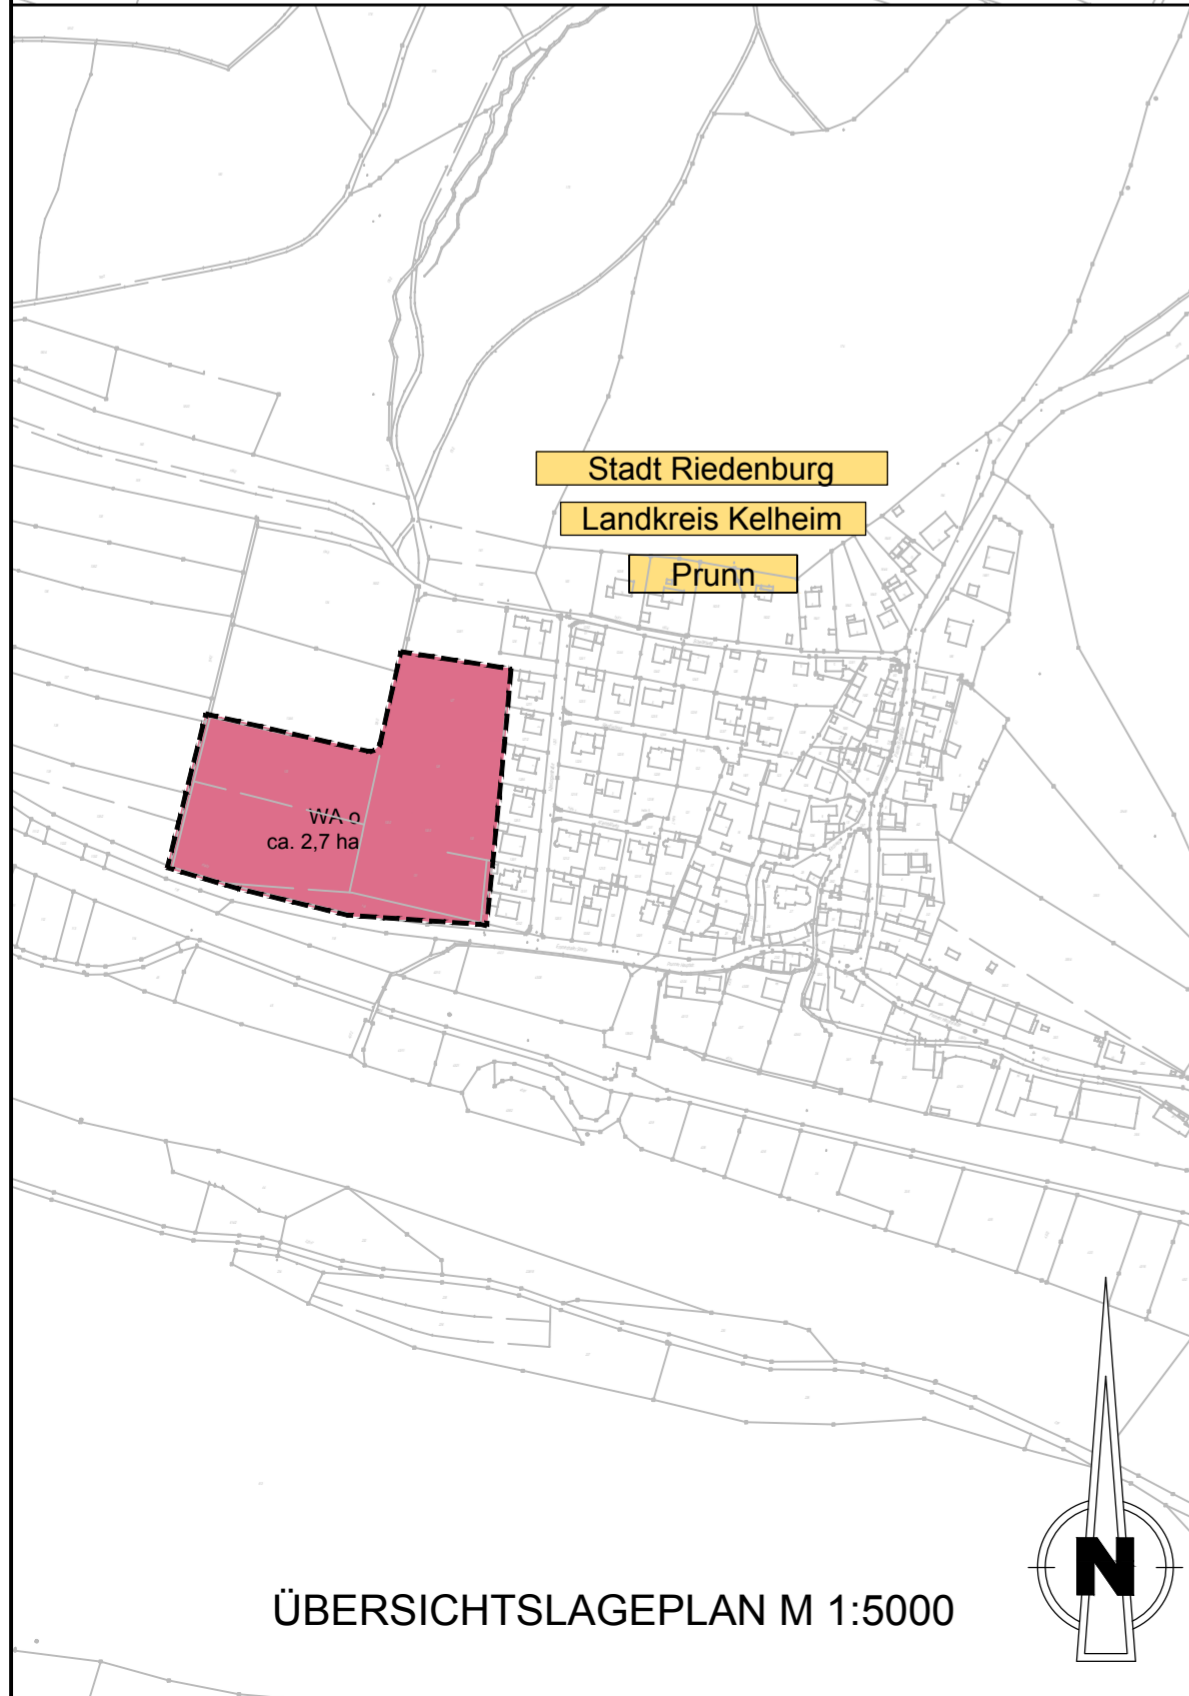 Stadt Riedenburg
Landkreis Kelheim
Prunn
WA o
ca. 2,7 ha
N
ÜBERSICHTSLAGEPLAN M 1:5000